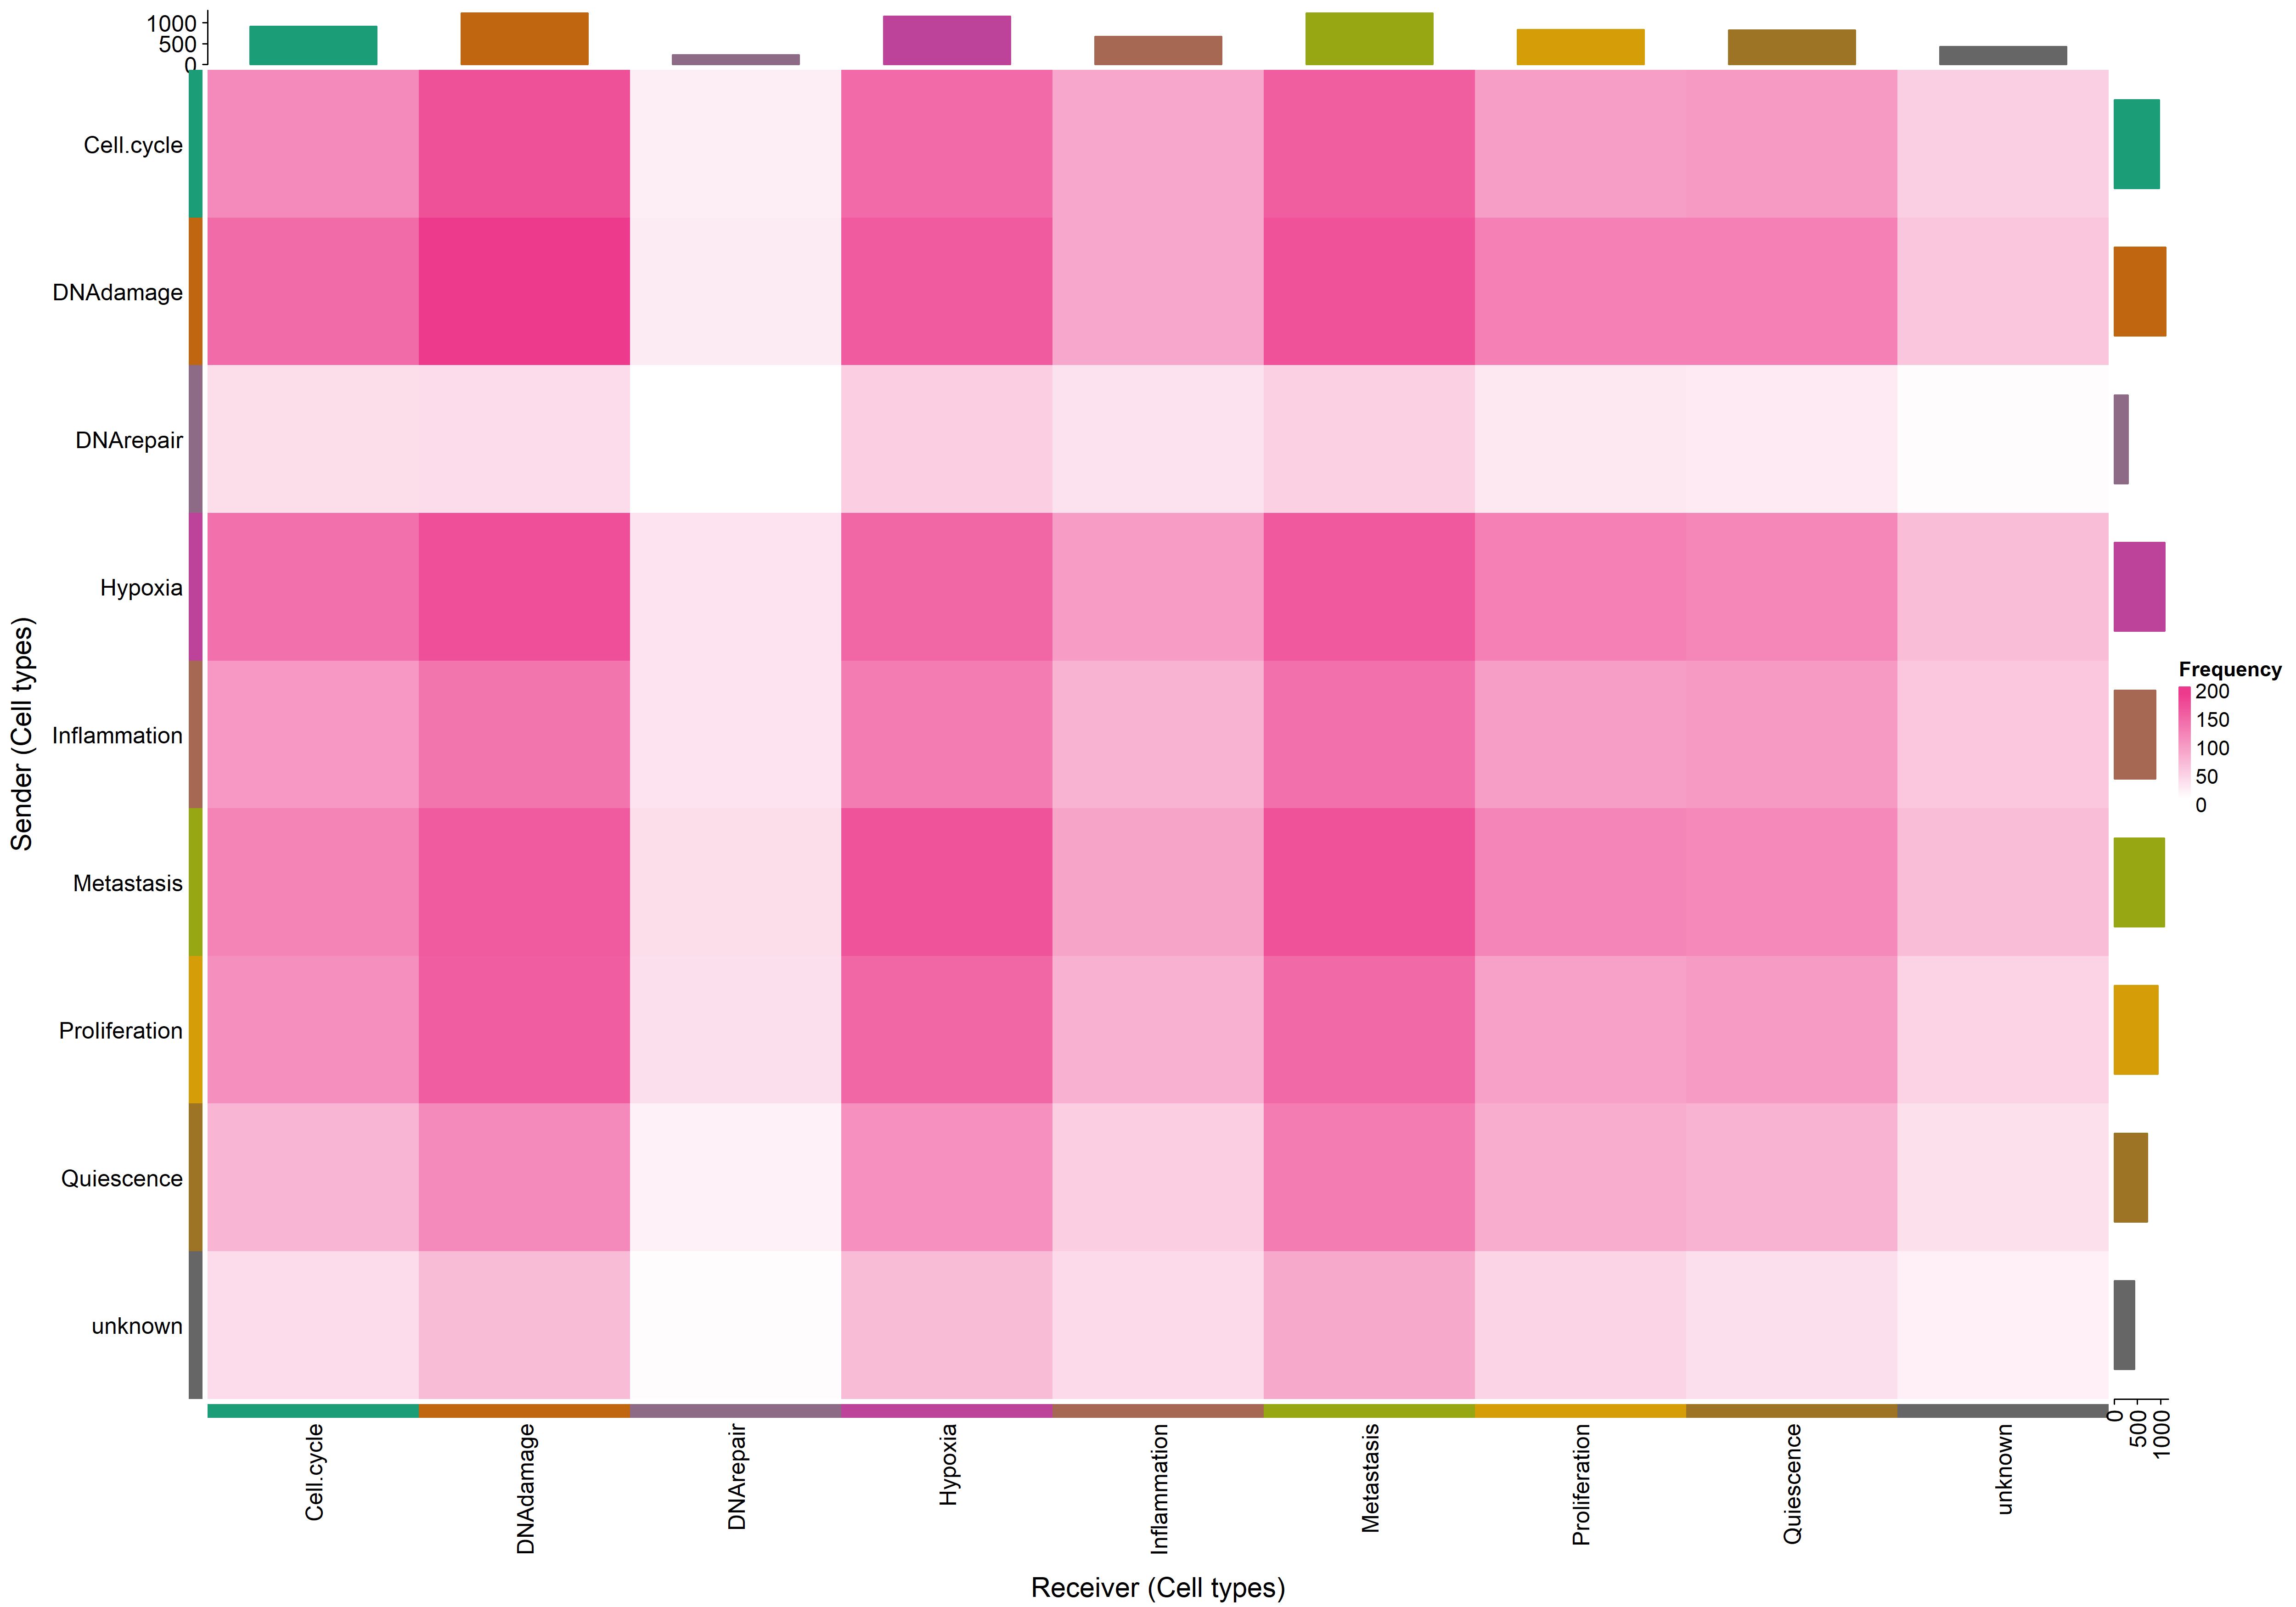 1000
500
0
Cell.cycle
DNAdamage
DNArepair
Hypoxia
Inflammation
Metastasis
Proliferation
Quiescence
unknown
Sender (Cell types)
Frequency
200
150
100
50
0
0
500
1000
Cell.cycle
DNAdamage
DNArepair
Hypoxia
Inflammation
Metastasis
Proliferation
Quiescence
unknown
Receiver (Cell types)